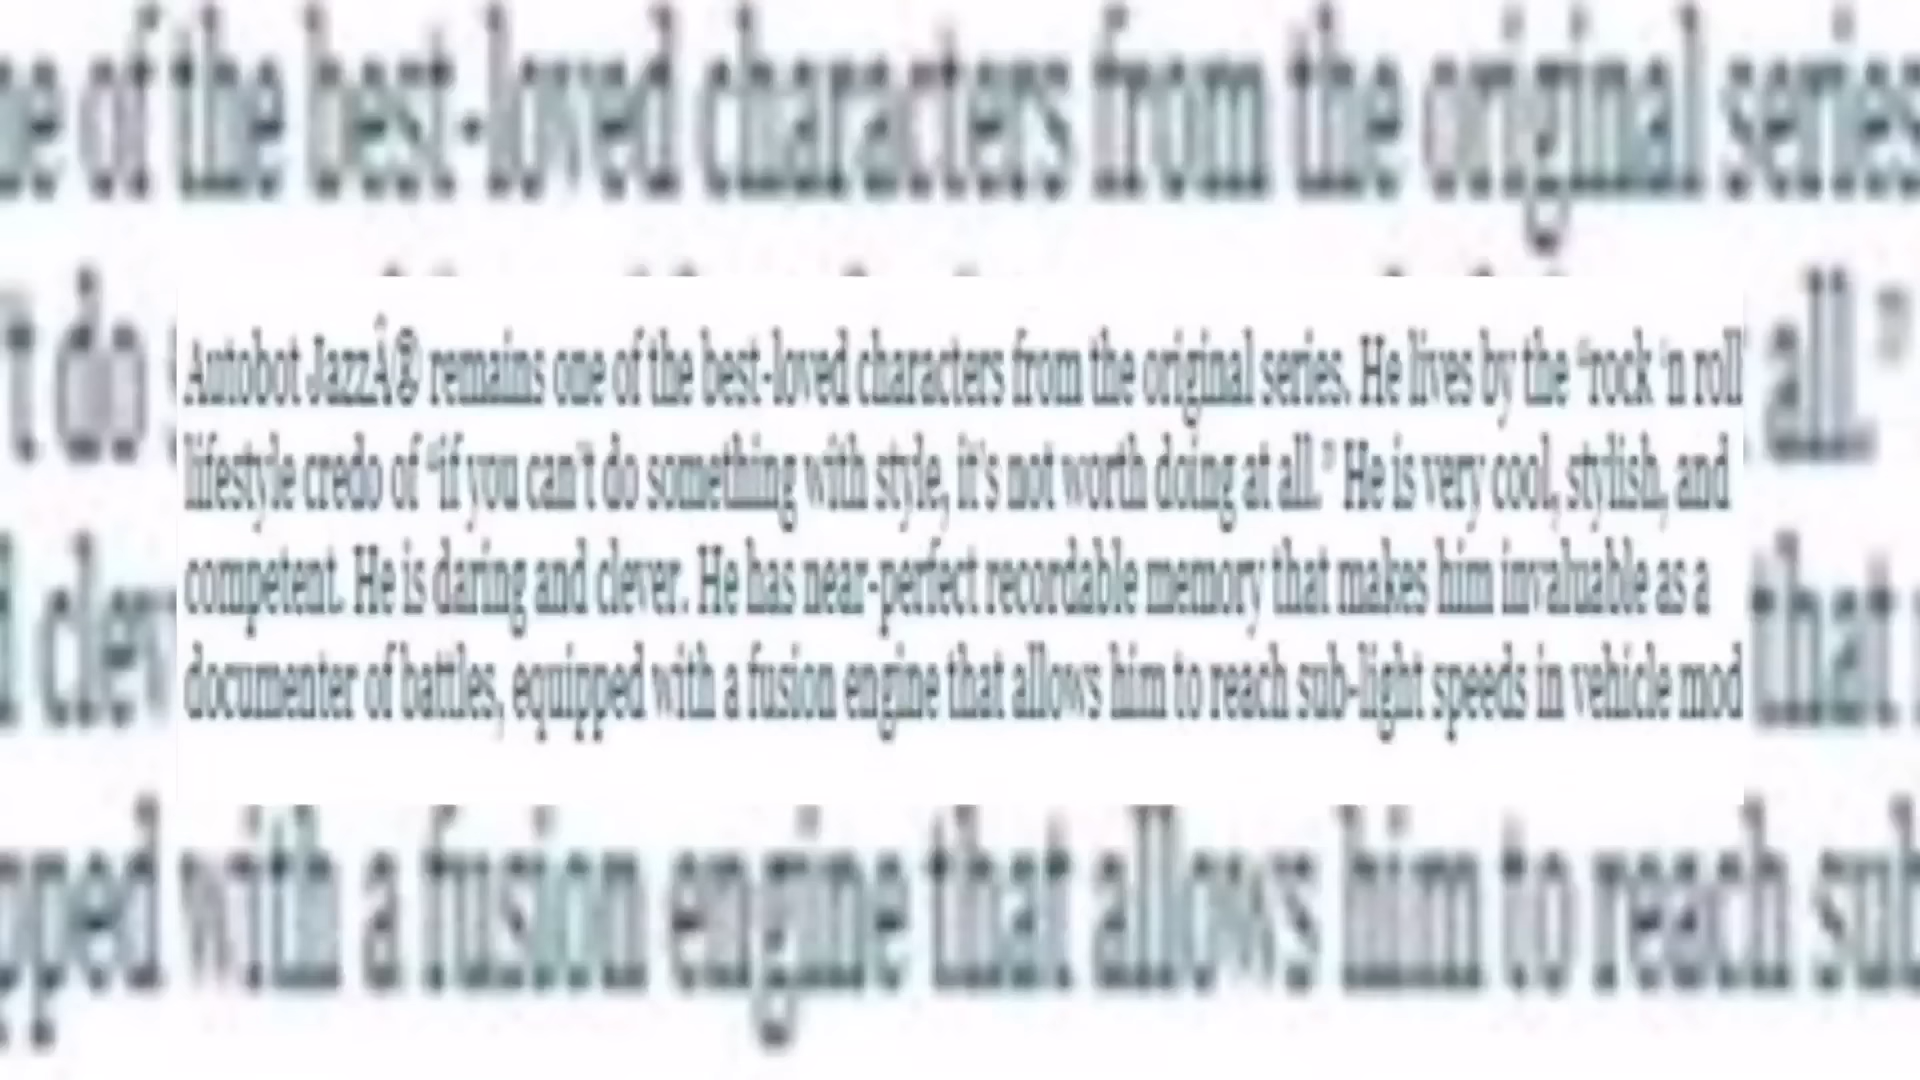 Autobot JazzÂ® remains one of the best-loved characters from the original series. He lives by the “rock ‘n roll
lifestyle credo of “if you can’t do something with style, it’s not worth doing at all.” He is very cool, stylish, and
competent. He is daring and clever. He has near-perfect recordable memory that makes him invaluable as a
documenter of battles, equipped with a fusion engine that allows him to reach sub-light speeds in vehicle mod